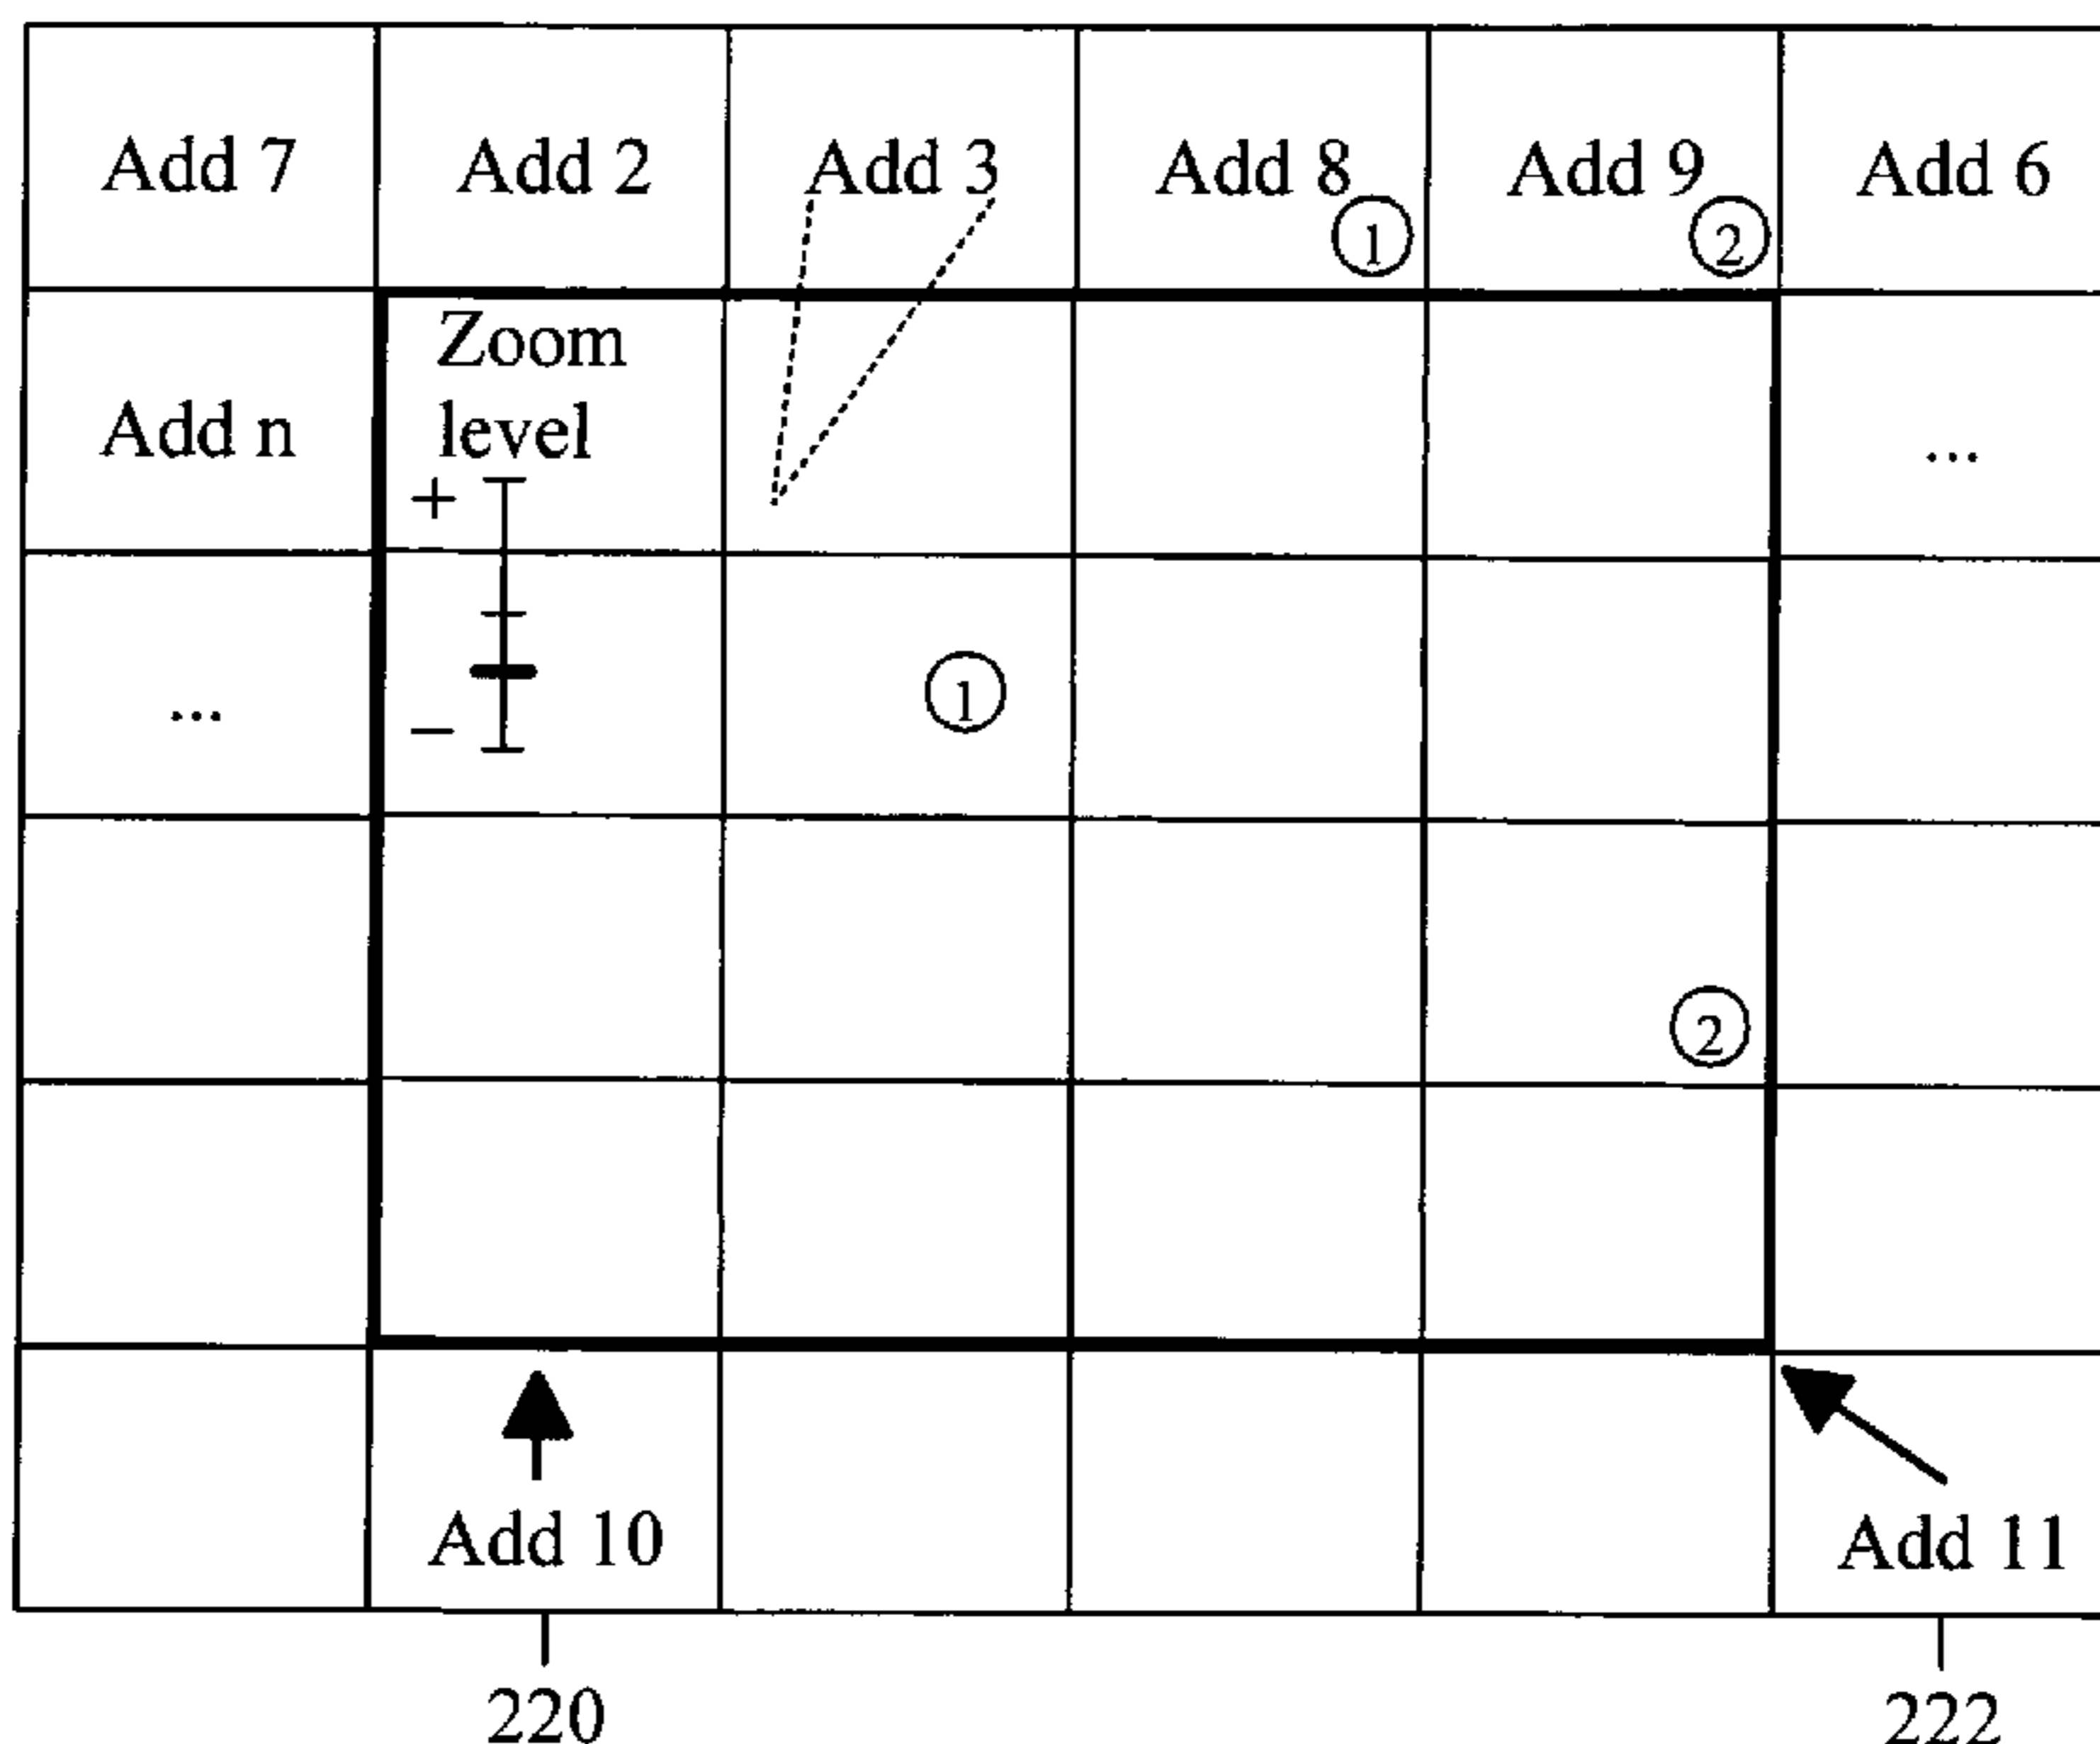 Add 7
Add 2
Add 3
Add 8
Add 9
Add 6
1
2
Zoom
level
Add n
...
+
1
...
−
2
Add 10
Add 11
220
222